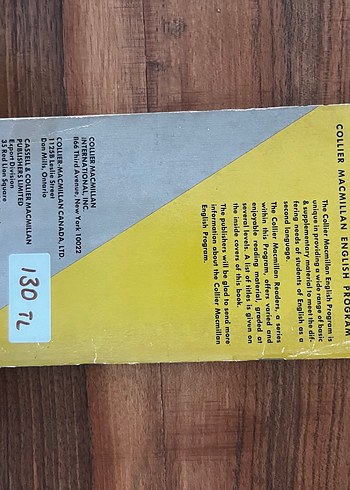 COLLIER MACMILLAN ENGLISH PROGRAM
The Collier Macmillan English Program is
unique in providing a wide range of basic
& supplementary material to meet the dif-
fering needs of students of English as a
second language.
The Collier Macmillan Readers, a series
within the Program, offers varied and
enjoyable reading material, graded at
several levels. A list of titles is given on
the inside covers of this book.
The publishers will be glad to send more
information about the Collier Macmillan
English Program.
COLLIER MACMILLAN
INTERNATIONAL, INC.
866 Third Avenue, New York 10022
COLLIER-MACMILLAN CANADA, LTD.
1125B Leslie Street
Don Mills, Ontario
CASSELL & COLLIER MACMILLAN
PUBLISHERS LIMITED
Export Division
35 Red Lion Square
130 TL